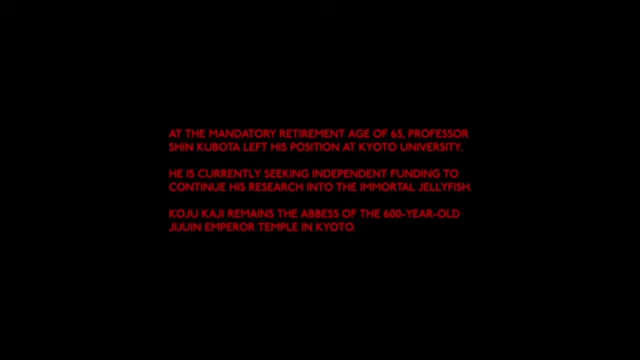 AT THE MANDATORY RETIREMENT AGE OF 65, PROFESSOR
SHIN KUBOTA LEFT HIS POSITION AT KYOTO UNIVERSITY.
HE IS CURRENTLY SEEKING INDEPENDENT FUNDING TO
CONTINUE HIS RESEARCH INTO THE IMMORTAL JELLYFISH.
KOJU KAJI REMAINS THE ABBESS OF THE 600-YEAR-OLD
JIJUIN EMPEROR TEMPLE IN KYOTO.